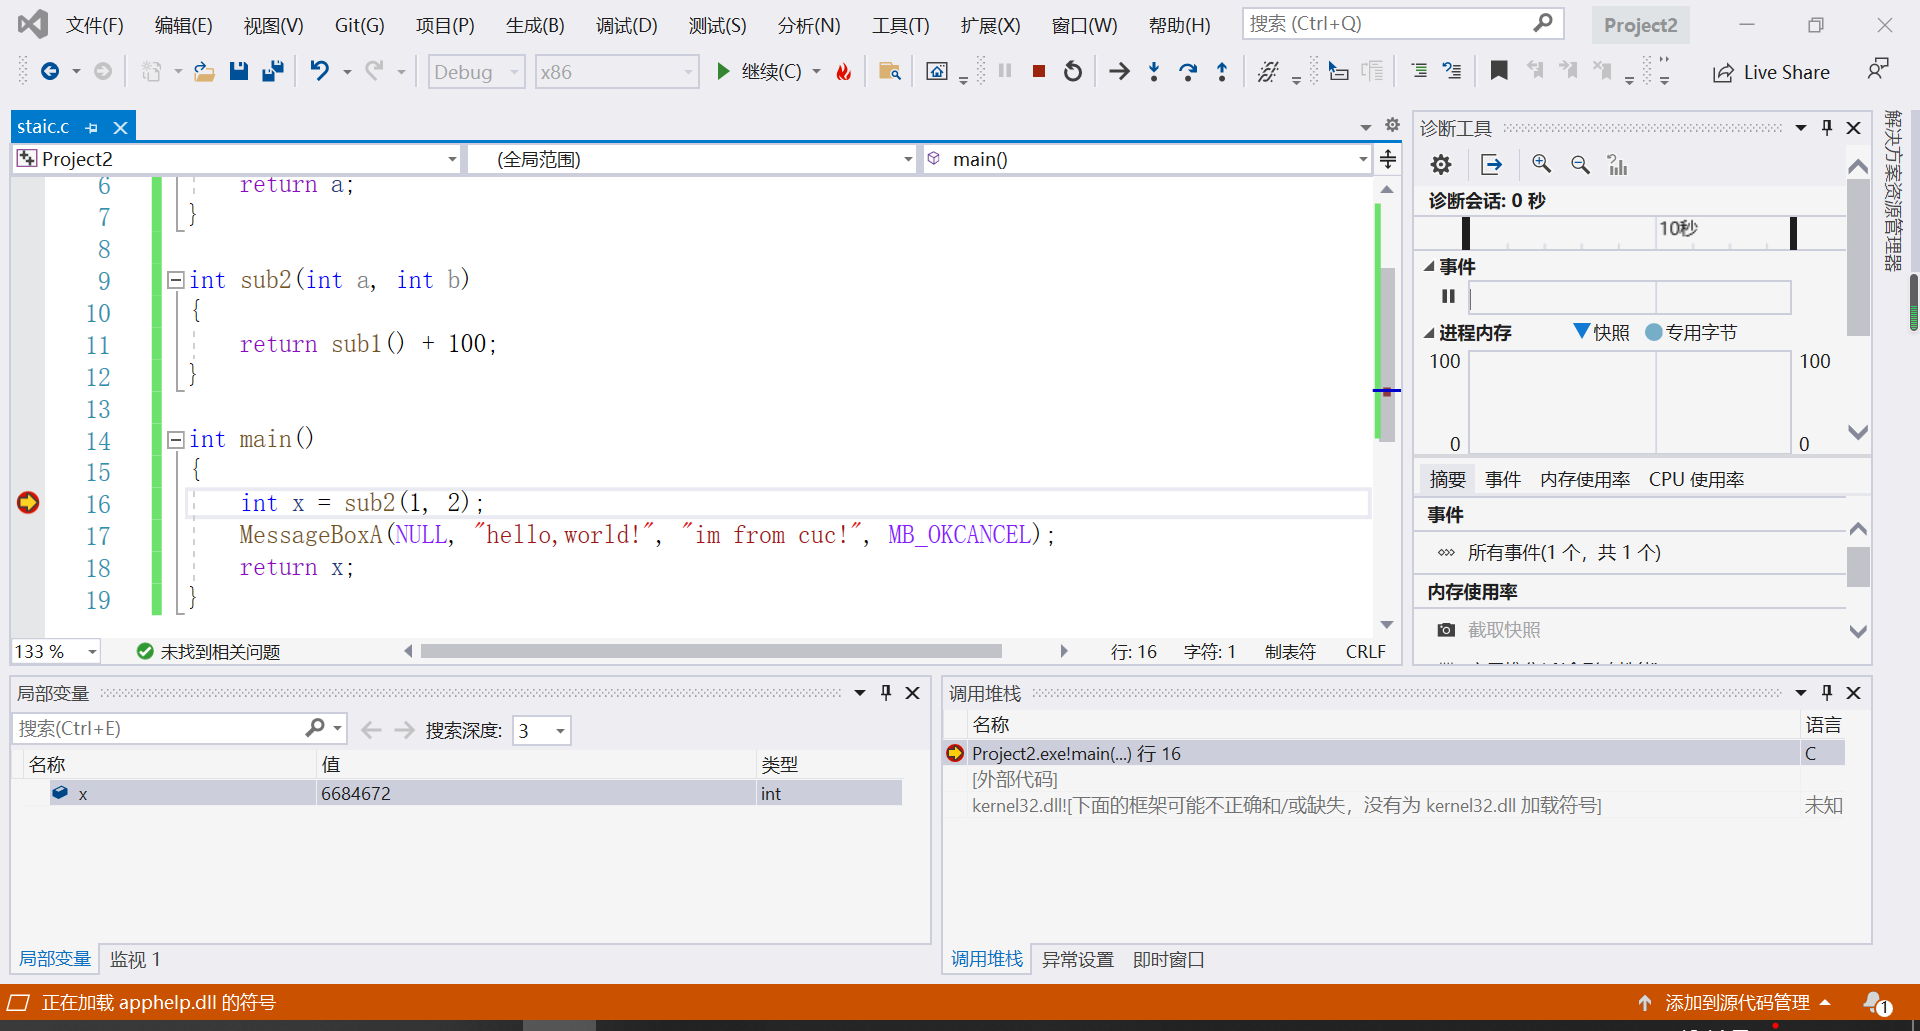 文件(F) 编辑(E) 视图(V) Git(G) 项目(P) 生成(B) 调试(D) 测试(S) 分析(N) 工具(T) 扩展(X) 窗口(W) 帮助(H) 搜索 (Ctrl+Q) Project2
Debug x86 继续(C) Live Share
staic.c
Project2 (全局范围) main()
6 return a;
7 }
8
9 int sub2(int a, int b)
10 {
11 return sub1() + 100;
12 }
13
14 int main()
15 {
16 int x = sub2(1, 2);
17 MessageBoxA(NULL, "hello,world!", "im from cuc!", MB_OKCANCEL);
18 return x;
19 }
133 % 未找到相关问题 行: 16 字符: 1 制表符 CRLF
诊断工具
诊断会话: 0 秒
10秒
事件
进程内存 快照 专用字节
100 100
0 0
摘要 事件 内存使用率 CPU 使用率
事件
所有事件(1 个，共 1 个)
内存使用率
截取快照
解决方案资源管理器
局部变量
搜索(Ctrl+E) 搜索深度: 3
名称 值 类型
x 6684672 int
局部变量 监视 1
调用堆栈
名称 语言
Project2.exe!main(...) 行 16 C
[外部代码]
kernel32.dll![下面的框架可能不正确和/或缺失，没有为 kernel32.dll 加载符号] 未知
调用堆栈 异常设置 即时窗口
正在加载 apphelp.dll 的符号 添加到源代码管理 1